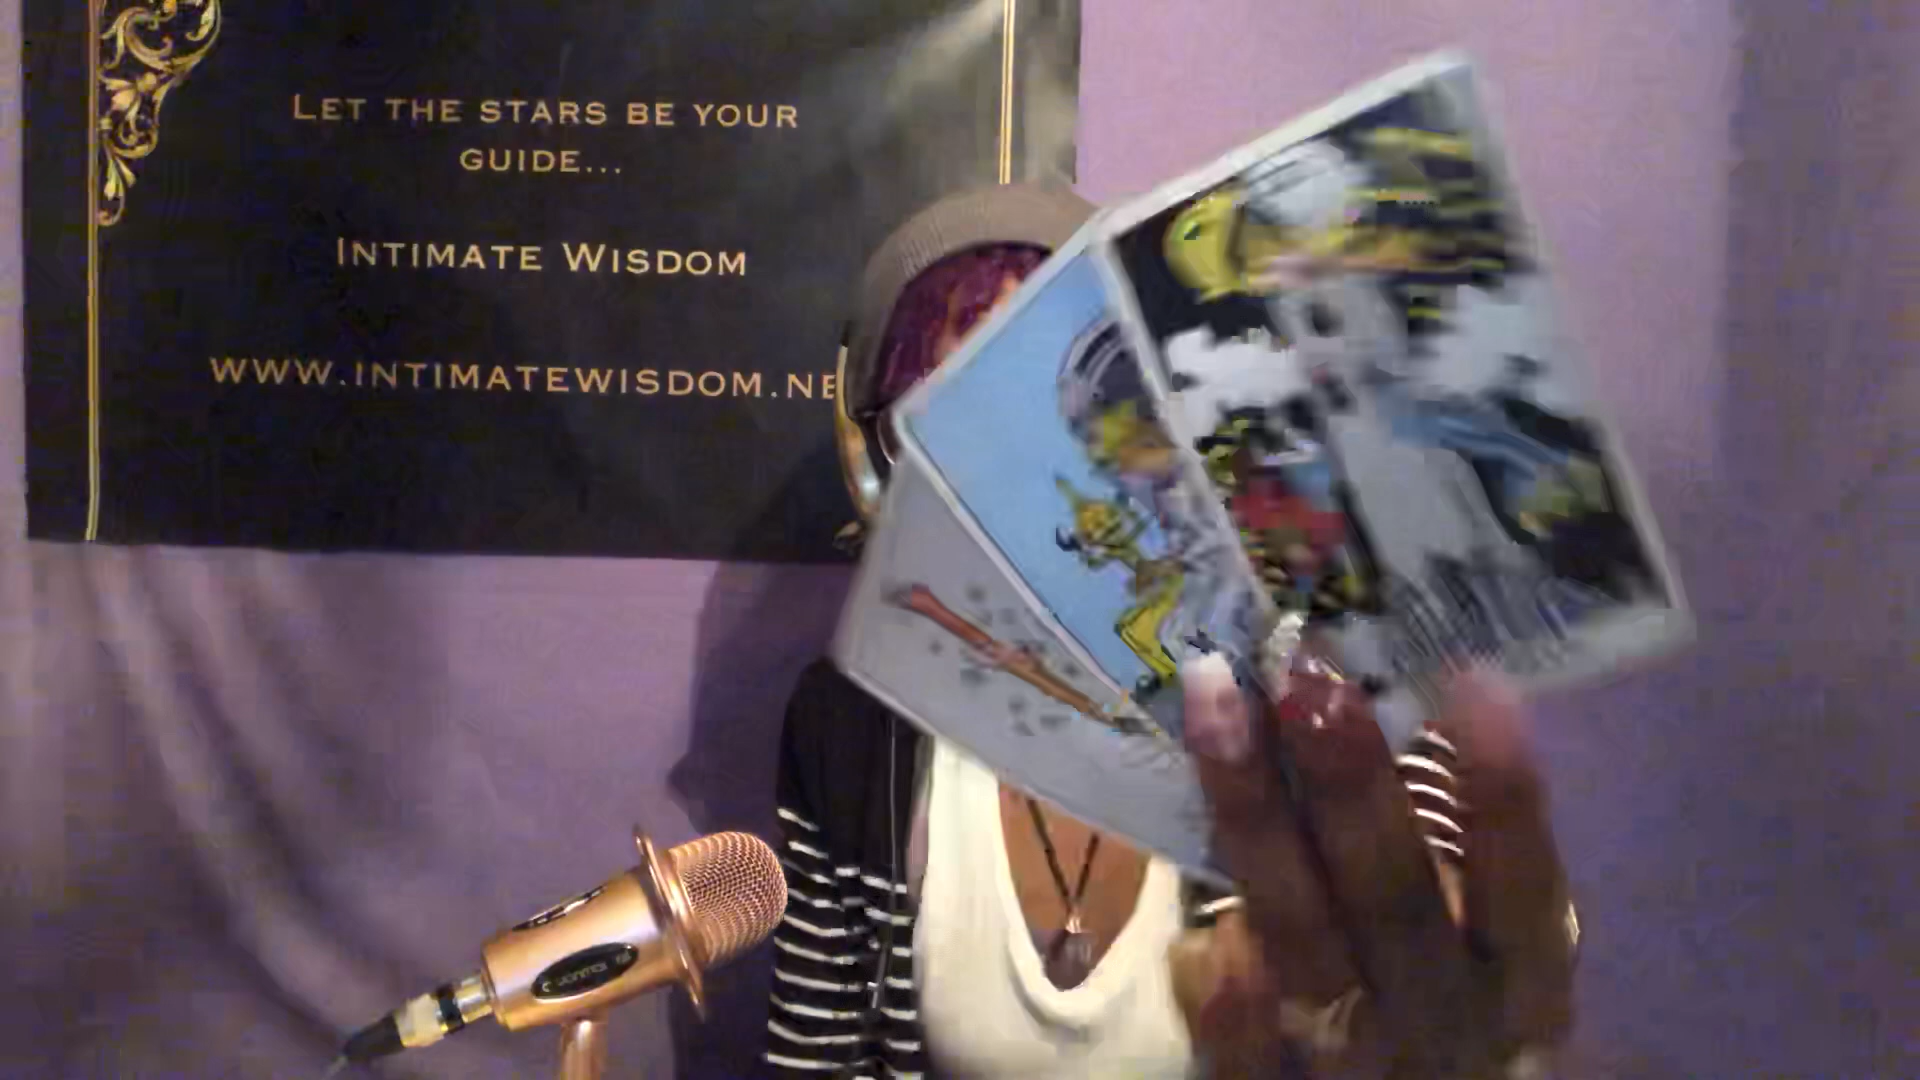 LET THE STARS BE YOUR
GUIDE...
INTIMATE WISDOM
WWW.INTIMATEWISDOM.NE